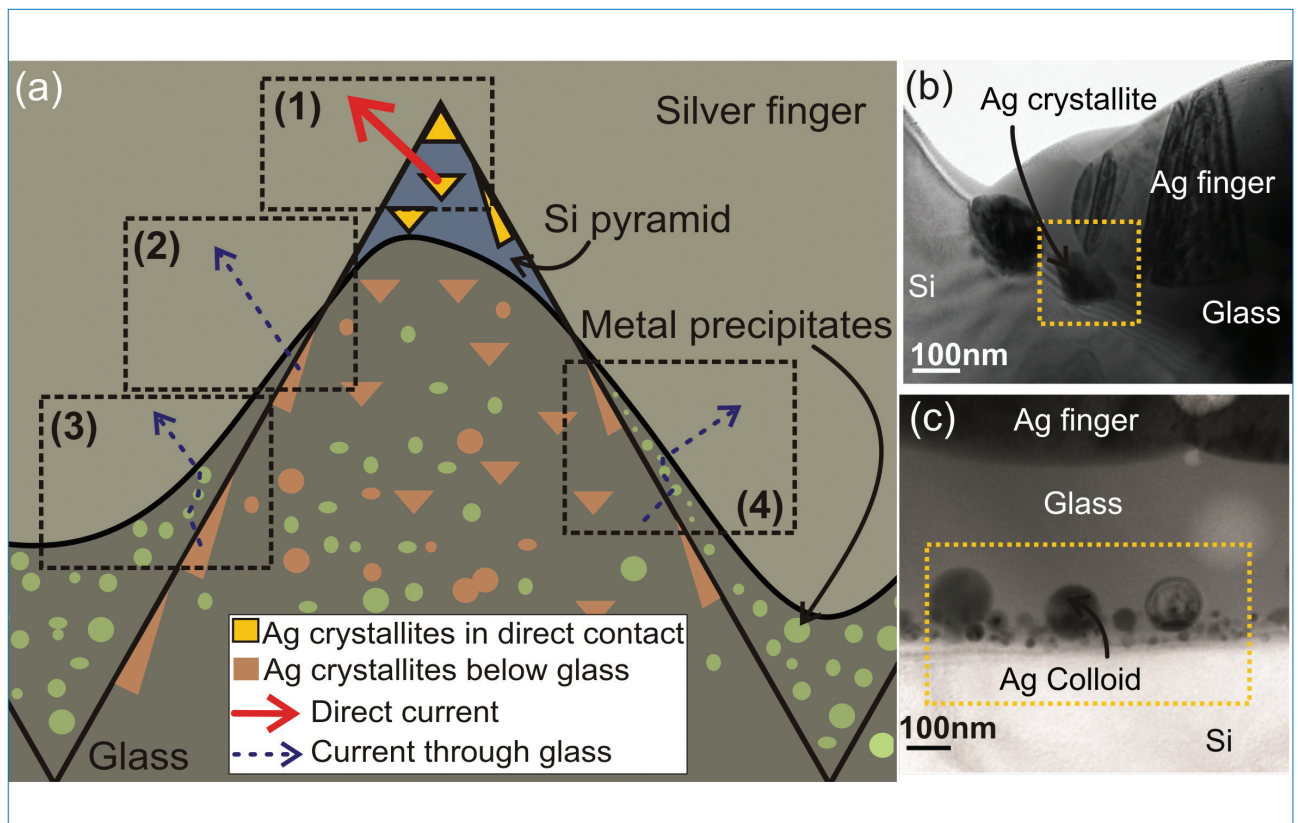 (a)
(1)
Silver finger
(2)
Si pyramid
Metal precipitates
(3)
(4)
Ag crystallites in direct contact
Ag crystallites below glass
Direct current
Current through glass
Glass
(b)
Ag crystallite
Ag finger
Si
Glass
100nm
(c)
Ag finger
Glass
Ag Colloid
100nm
Si